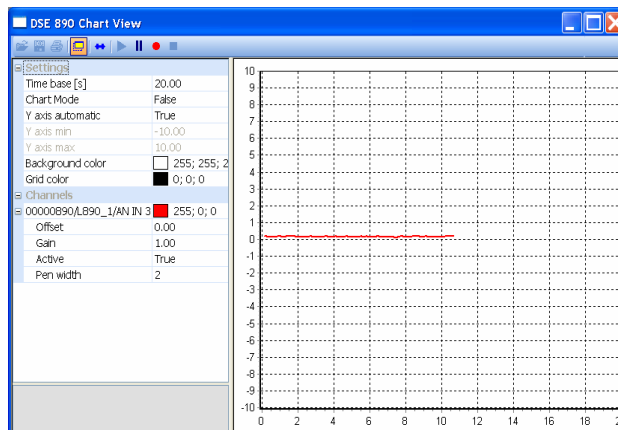 DSE 890 Chart View
Settings
Time base [s] 20.00
Chart Mode False
Y axis automatic True
Y axis min -10.00
Y axis max 10.00
Background color 255; 255; 2
Grid color 0; 0; 0
Channels
00000890/L890_1/AN IN 3 255; 0; 0
Offset 0.00
Gain 1.00
Active True
Pen width 2
10
9
8
7
6
5
4
3
2
1
0
-1
-2
-3
-4
-5
-6
-7
-8
-9
-10
0 2 4 6 8 10 12 14 16 18 2